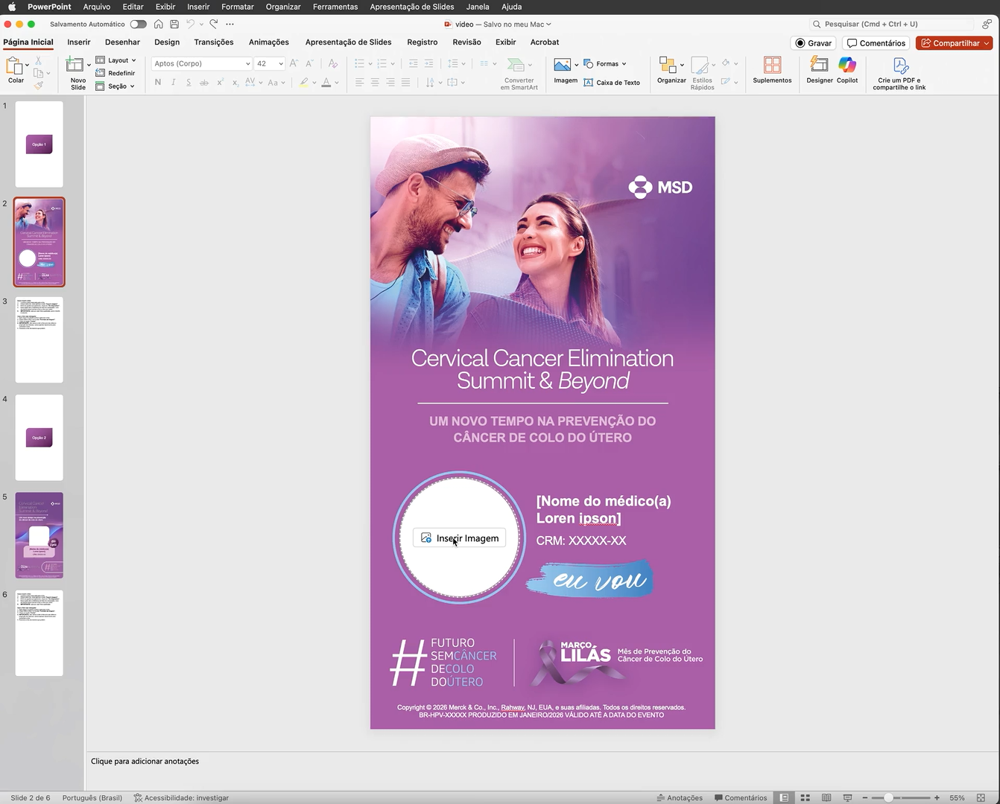 PowerPoint Arquivo Editar Exibir Inserir Formatar Organizar Ferramentas Apresentação de Slides Janela Ajuda
Salvamento Automático
video — Salvo no meu Mac
Pesquisar (Cmd + Ctrl + U)
Página Inicial Inserir Desenhar Design Transições Animações Apresentação de Slides Registro Revisão Exibir Acrobat
Gravar Comentários Compartilhar
Colar
Novo Slide
Layout
Redefinir
Seção
Aptos (Corpo) 42
N I S ab x x AV Aa A
Converter em SmartArt
Imagem
Formas
Caixa de Texto
Organizar
Estilos Rápidos
Suplementos
Designer
Copilot
Crie um PDF e compartilhe o link
1
Opção 1
2
3
4
Opção 2
5
6
MSD
Cervical Cancer Elimination
Summit & Beyond
UM NOVO TEMPO NA PREVENÇÃO DO
CÂNCER DE COLO DO ÚTERO
Inserir Imagem
[Nome do médico(a)
Loren ipson]
CRM: XXXXX-XX
eu vou
#FUTURO
SEMCÂNCER
DECOLO
DOÚTERO
MARÇO
LILÁS
Mês de Prevenção do
Câncer de Colo do Útero
Copyright © 2026 Merck & Co., Inc., Rahway, NJ, EUA, e suas afiliadas. Todos os direitos reservados.
BR-HPV-XXXXX PRODUZIDO EM JANEIRO/2026 VÁLIDO ATÉ A DATA DO EVENTO
Clique para adicionar anotações
Slide 2 de 6 Português (Brasil) Acessibilidade: investigar
Anotações Comentários 55%